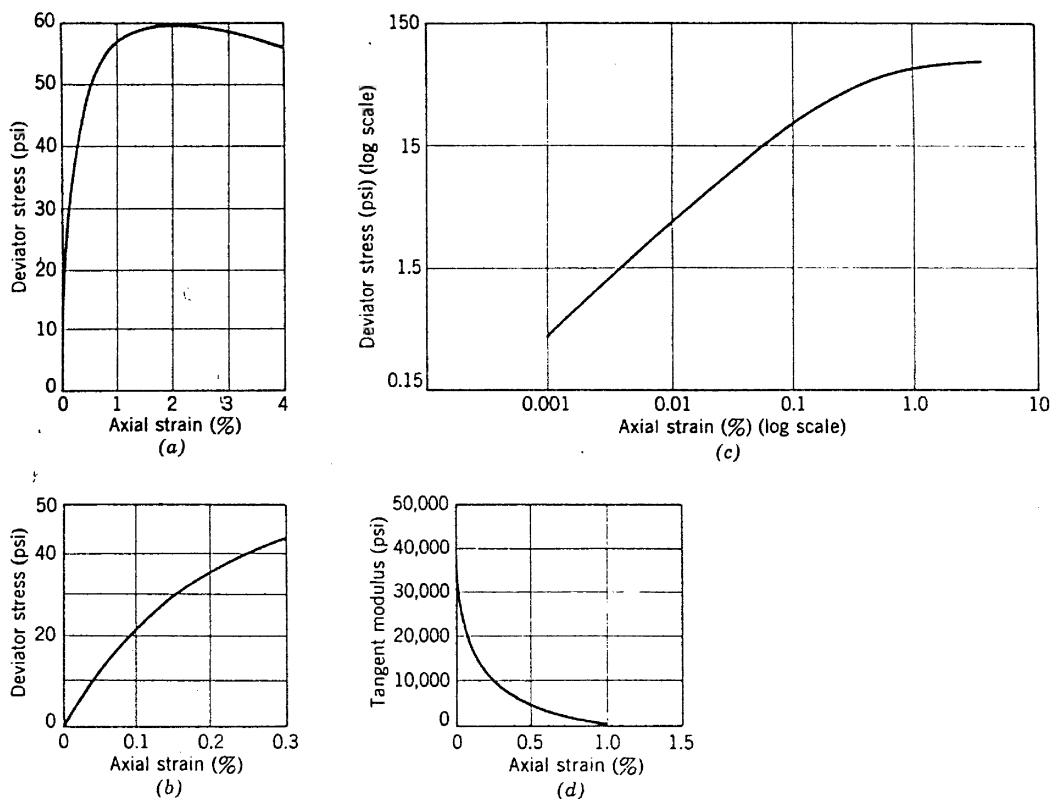 Deviator stress (psi)
60
50
40
30
20
10
0
0 1 2 3 4
Axial strain (%)
(a)
Deviator stress (psi) (log scale)
150
15
1.5
0.15
0.001 0.01 0.1 1.0 10
Axial strain (%) (log scale)
(c)
Deviator stress (psi)
50
40
20
0
0 0.1 0.2 0.3
Axial strain (%)
(b)
Tangent modulus (psi)
50,000
40,000
30,000
20,000
10,000
0
0 0.5 1.0 1.5
Axial strain (%)
(d)